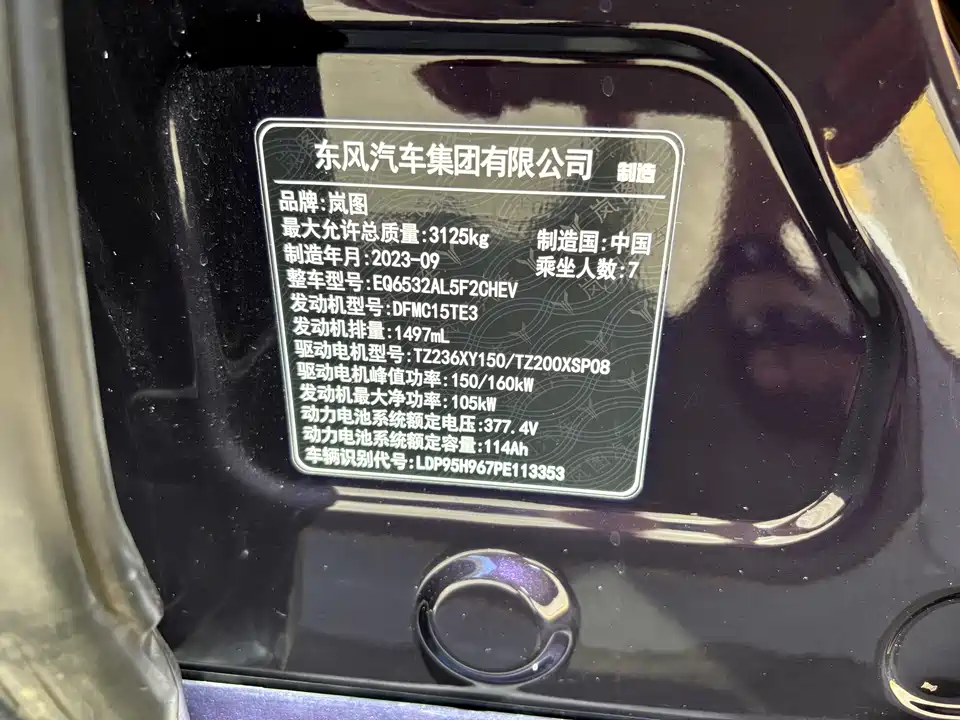 东风汽车集团有限公司 制造
品牌:岚图
最大允许总质量:3125kg 制造国:中国
制造年月:2023-09 乘坐人数:7
整车型号:EQ6532AL5F2CHEV
发动机型号:DFMC15TE3
发动机排量:1497mL
驱动电机型号:TZ236XY150/TZ200XSP08
驱动电机峰值功率:150/160kW
发动机最大净功率:105kW
动力电池系统额定电压:377.4V
动力电池系统额定容量:114Ah
车辆识别代号:LDP95H967PE113353